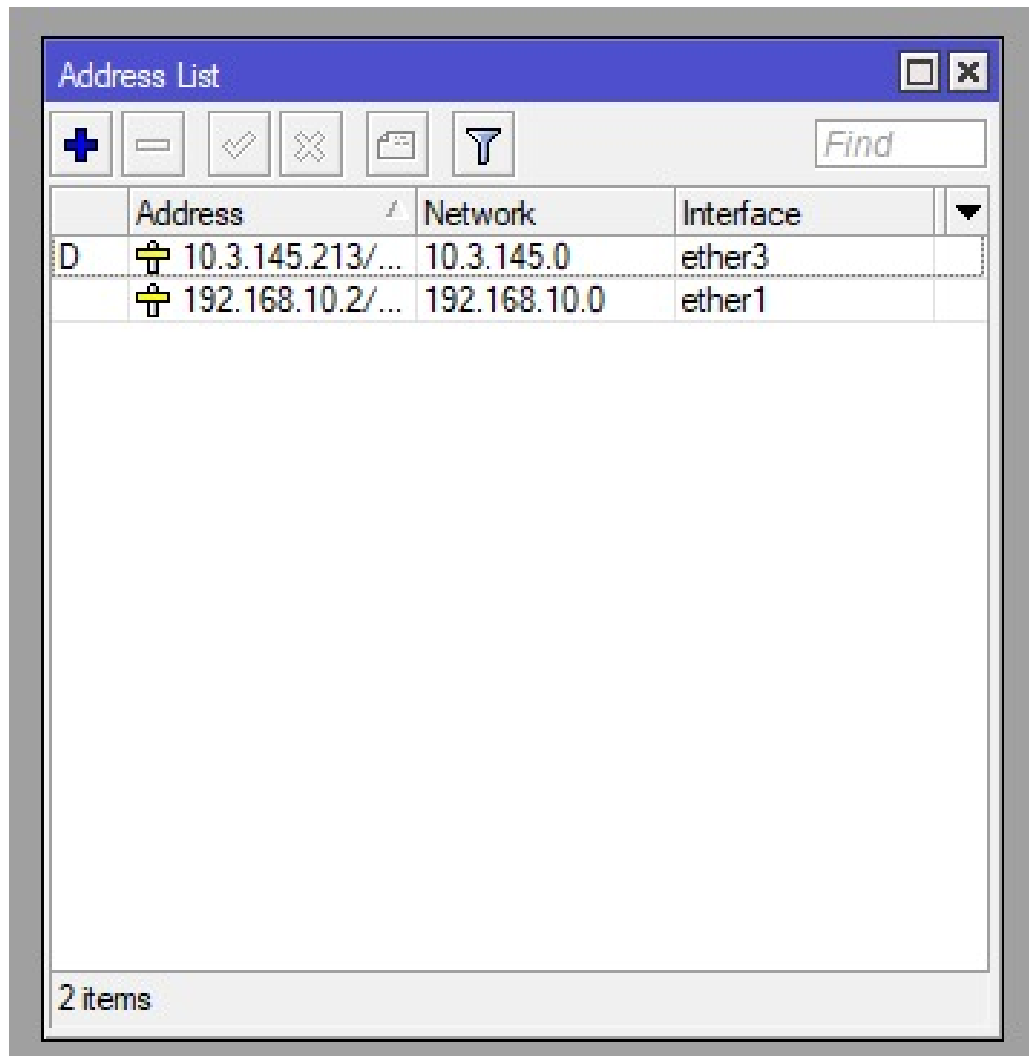 Address List
Find
Address Network Interface
D 10.3.145.213/... 10.3.145.0 ether3
192.168.10.2/... 192.168.10.0 ether1
2 items